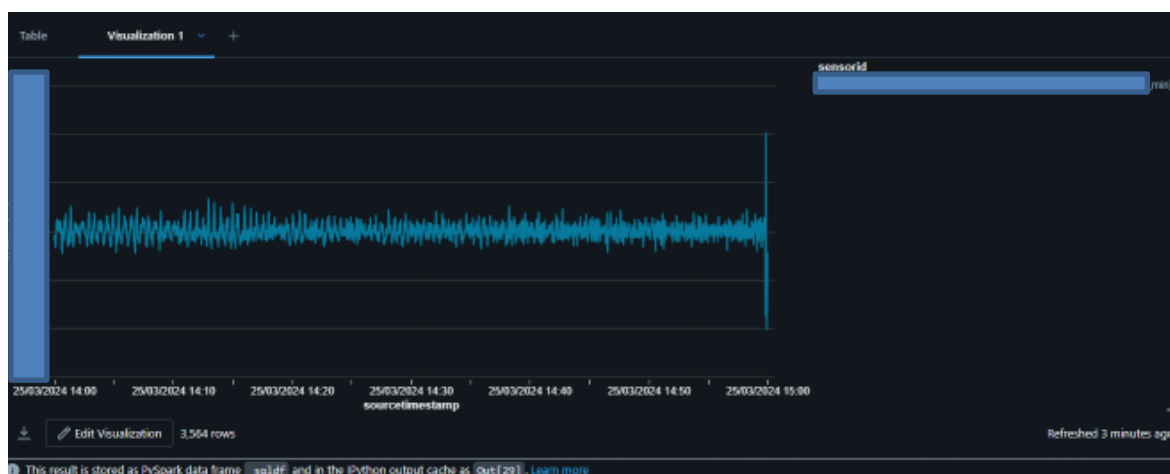 Table Visualization 1 +
sensorid
min
25/03/2024 14:00 25/03/2024 14:10 25/03/2024 14:20 25/03/2024 14:30 25/03/2024 14:40 25/03/2024 14:50 25/03/2024 15:00
sourcetimestamp
Edit Visualization 3,564 rows Refreshed 3 minutes ago
This result is stored as PySpark data frame _sqldf and in the IPython output cache as Out[29]. Learn more